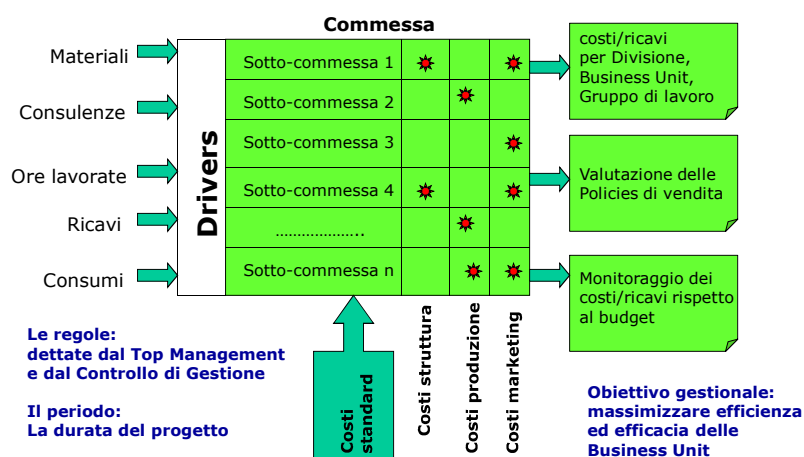 Commessa
Materiali
Consulenze
Ore lavorate
Ricavi
Consumi
Drivers
Sotto-commessa 1
Sotto-commessa 2
Sotto-commessa 3
Sotto-commessa 4
………………..
Sotto-commessa n
costi/ricavi
per Divisione,
Business Unit,
Gruppo di lavoro
Valutazione delle
Policies di vendita
Monitoraggio dei
costi/ricavi rispetto
al budget
Le regole:
dettate dal Top Management
e dal Controllo di Gestione
Il periodo:
La durata del progetto
Costi
standard
Costi struttura
Costi produzione
Costi marketing
Obiettivo gestionale:
massimizzare efficienza
ed efficacia delle
Business Unit